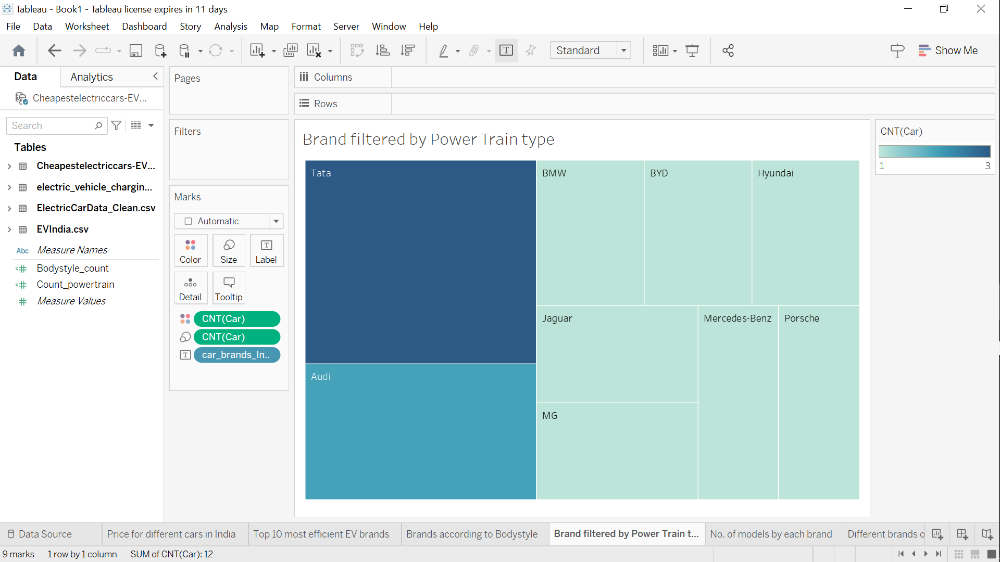 Tableau - Book1 - Tableau license expires in 11 days
File Data Worksheet Dashboard Story Analysis Map Format Server Window Help
Standard
Show Me
Data Analytics
Cheapestelectriccars-EV...
Search
Tables
Cheapestelectriccars-EV...
electric_vehicle_chargin...
ElectricCarData_Clean.csv
EVIndia.csv
Abc Measure Names
Bodystyle_count
Count_powertrain
Measure Values
Pages
Filters
Marks
Automatic
Color Size Label
Detail Tooltip
CNT(Car)
CNT(Car)
car_brands_In..
Columns
Rows
Brand filtered by Power Train type
Tata
BMW
BYD
Hyundai
Audi
Jaguar
Mercedes-Benz
Porsche
MG
CNT(Car)
1 3
Data Source Price for different cars in India Top 10 most efficient EV brands Brands according to Bodystyle Brand filtered by Power Train t... No. of models by each brand Different brands o
9 marks 1 row by 1 column SUM of CNT(Car): 12